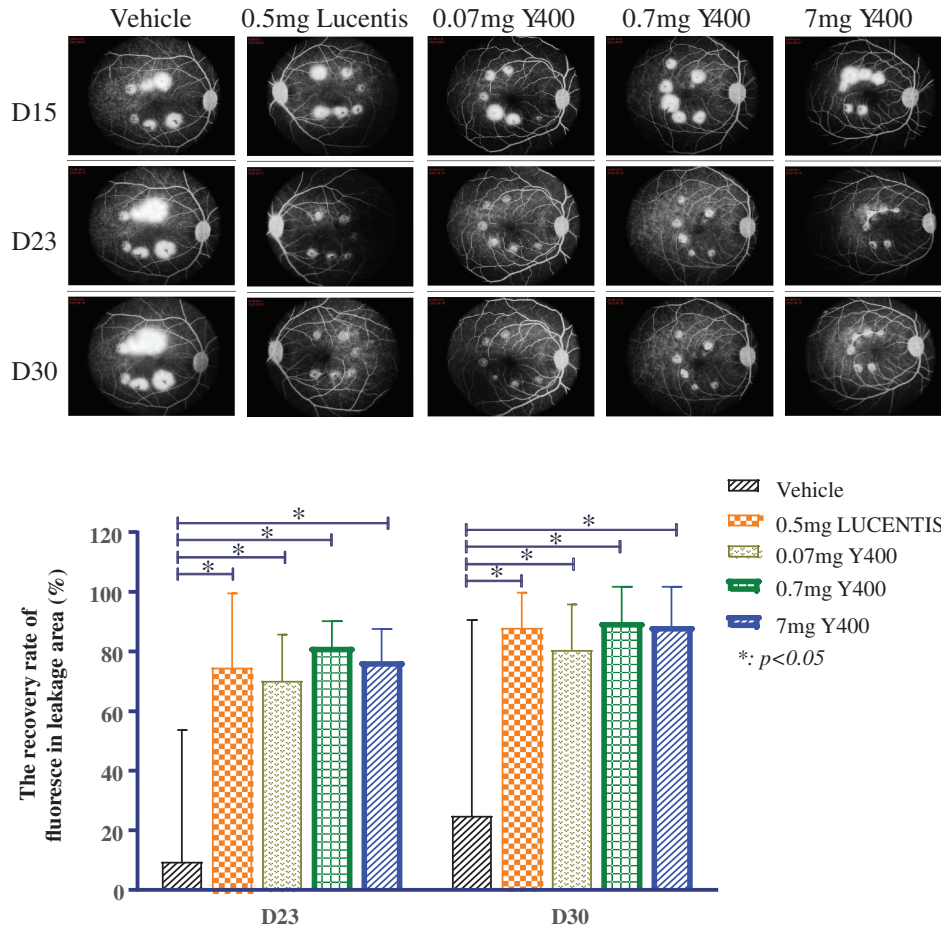 Vehicle 0.5mg Lucentis 0.07mg Y400 0.7mg Y400 7mg Y400
D15
D23
D30
Vehicle
0.5mg LUCENTIS
0.07mg Y400
0.7mg Y400
7mg Y400
*: p<0.05
The recovery rate of
fluoresce in leakage area (%)
120
100
80
60
40
20
0
* * * *
* * * *
D23 D30